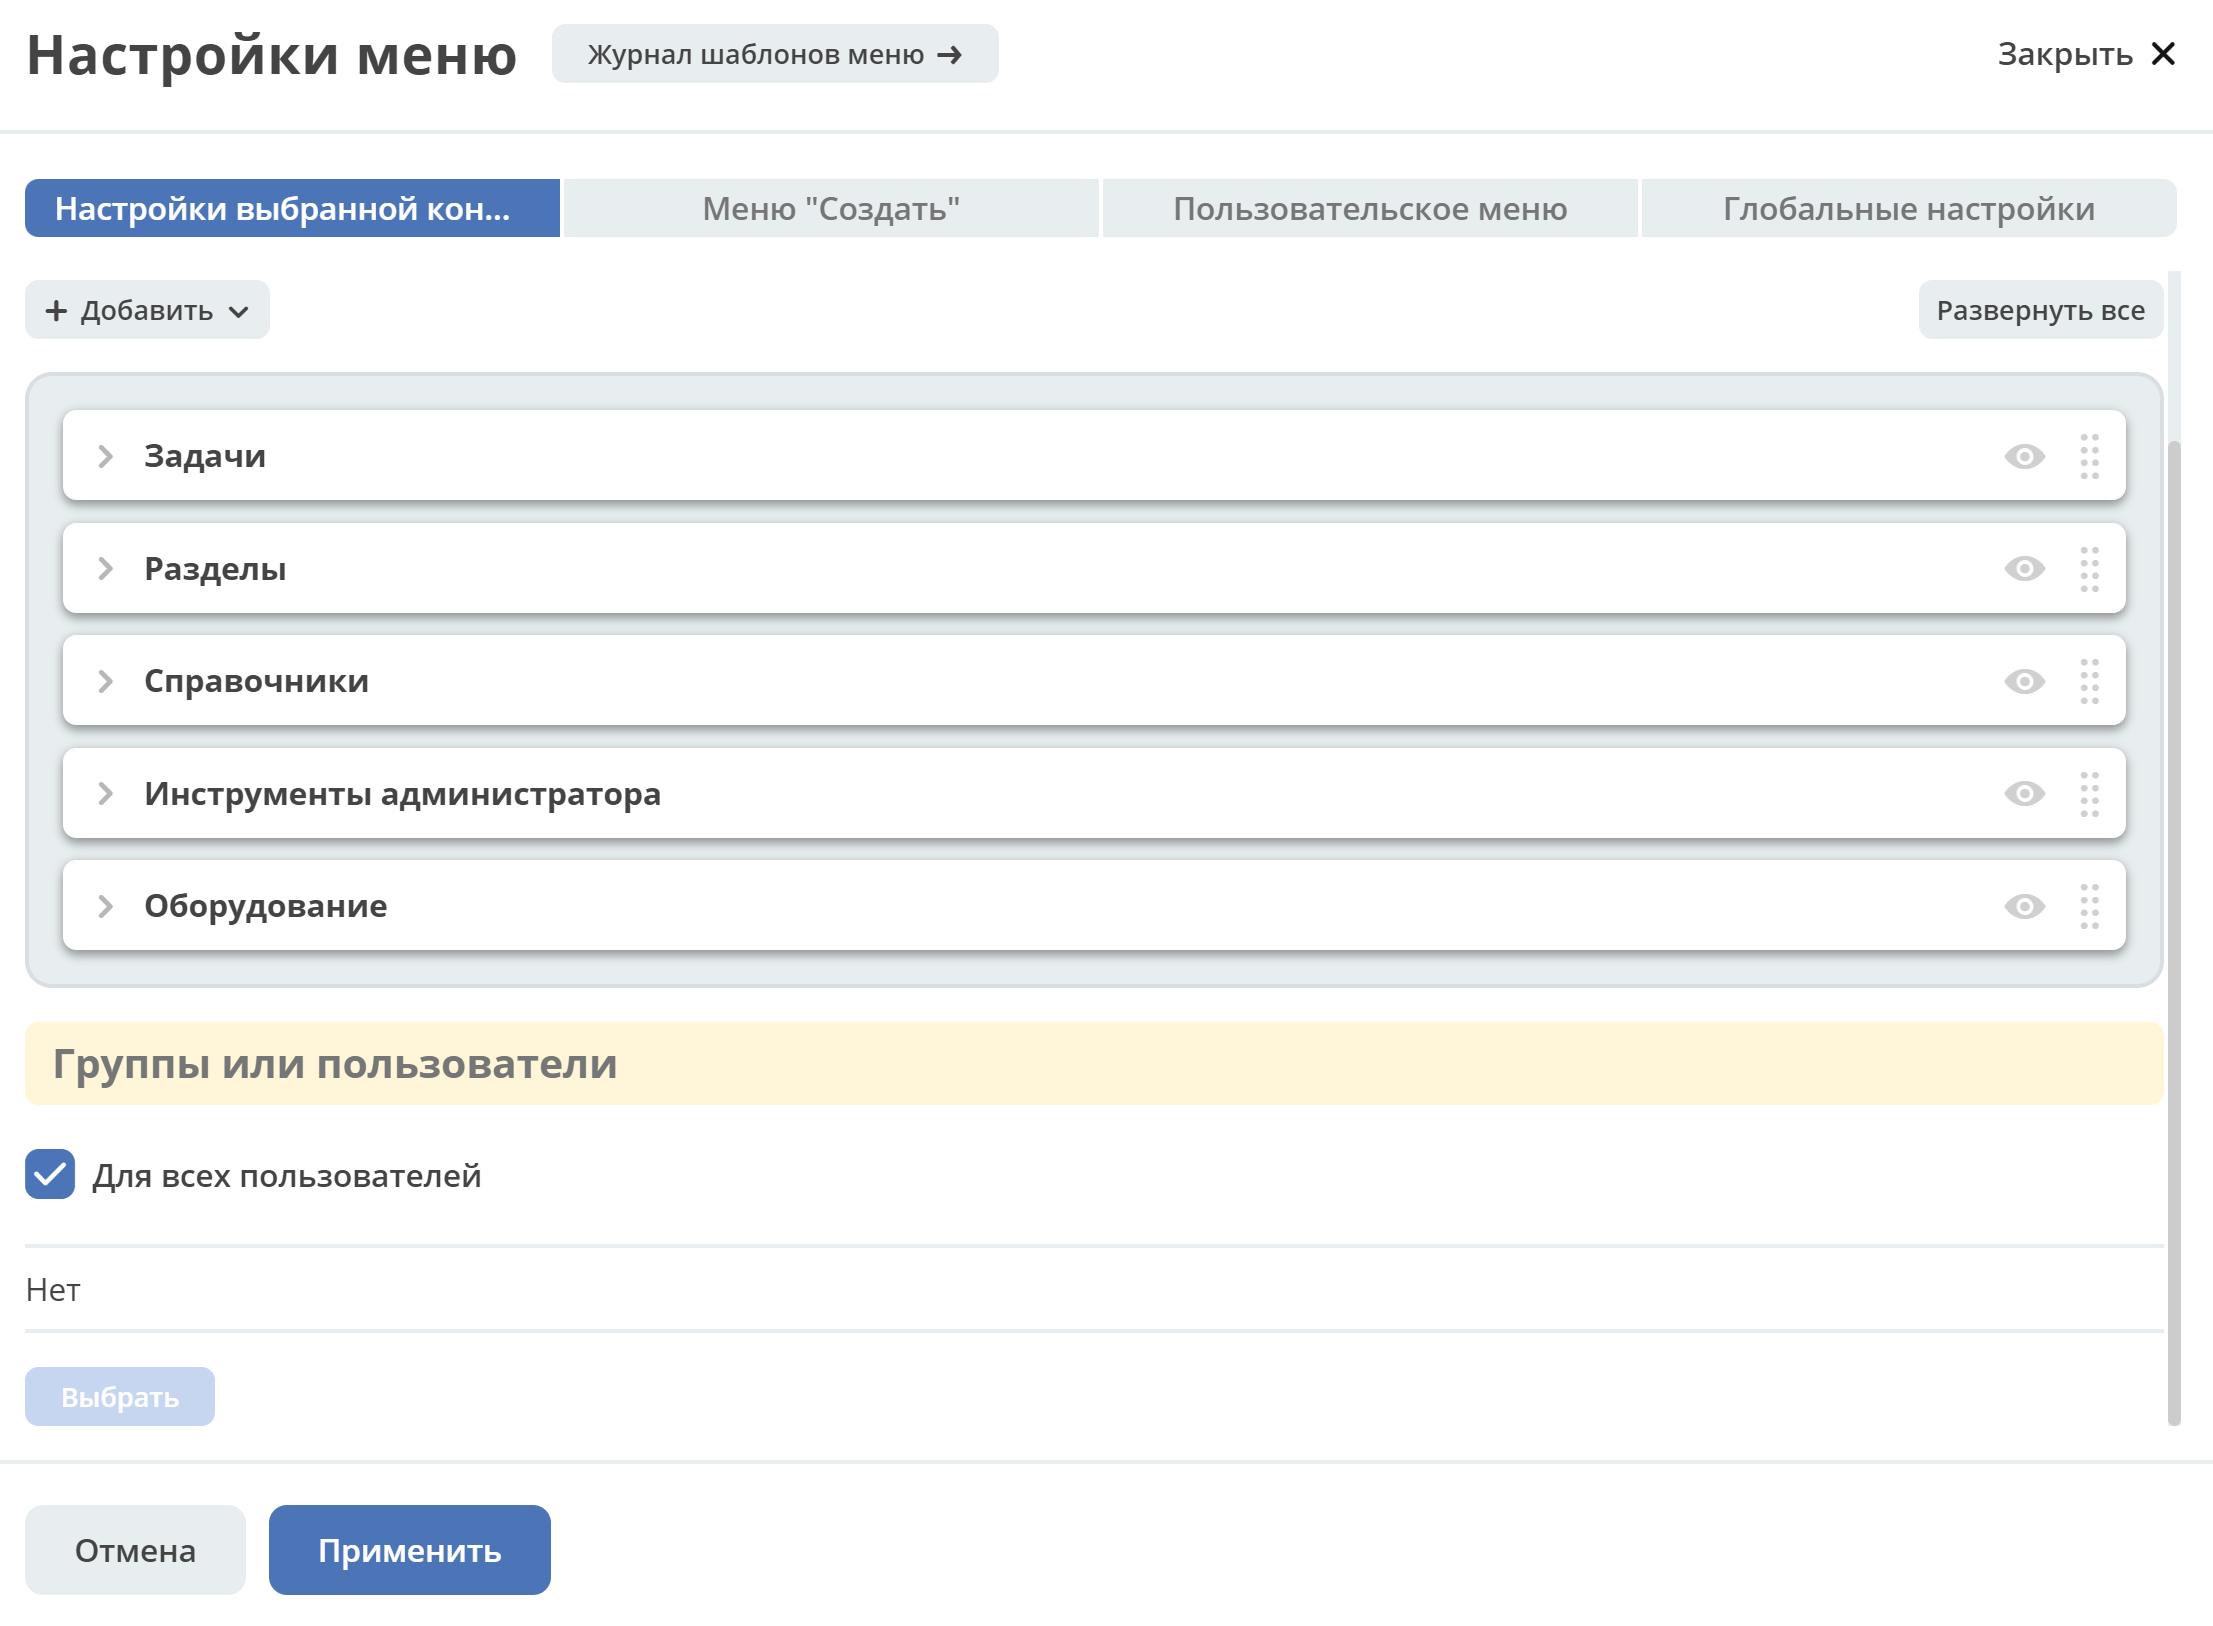 Настройки меню
Журнал шаблонов меню →
Закрыть
Настройки выбранной кон...
Меню "Создать"
Пользовательское меню
Глобальные настройки
Добавить
Развернуть все
Задачи
Разделы
Справочники
Инструменты администратора
Оборудование
Группы или пользователи
Для всех пользователей
Нет
Выбрать
Отмена
Применить